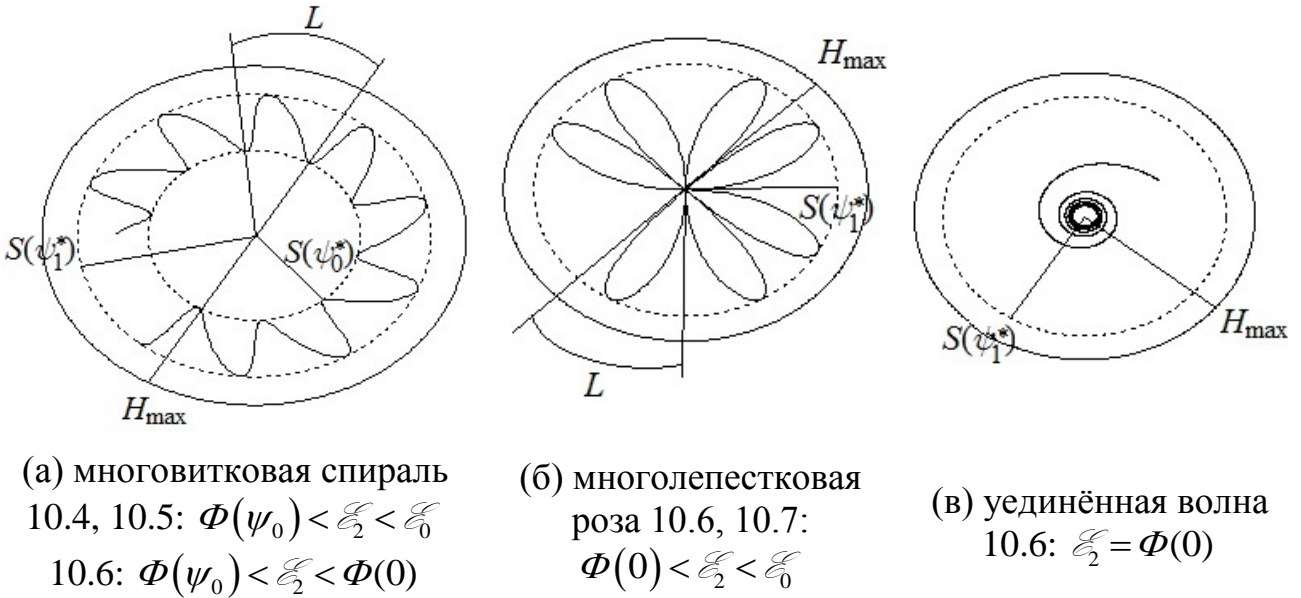 L
S(ψ₁*)
S(ψ₀*)
H_max
H_max
S(ψ₁*)
L
S(ψ₁*)
H_max
(а) многовитковая спираль
10.4, 10.5: Φ(ψ₀) < ℰ₂ < ℰ₀
10.6: Φ(ψ₀) < ℰ₂ < Φ(0)
(б) многолепестковая
роза 10.6, 10.7:
Φ(0) < ℰ₂ < ℰ₀
(в) уединённая волна
10.6: ℰ₂ = Φ(0)